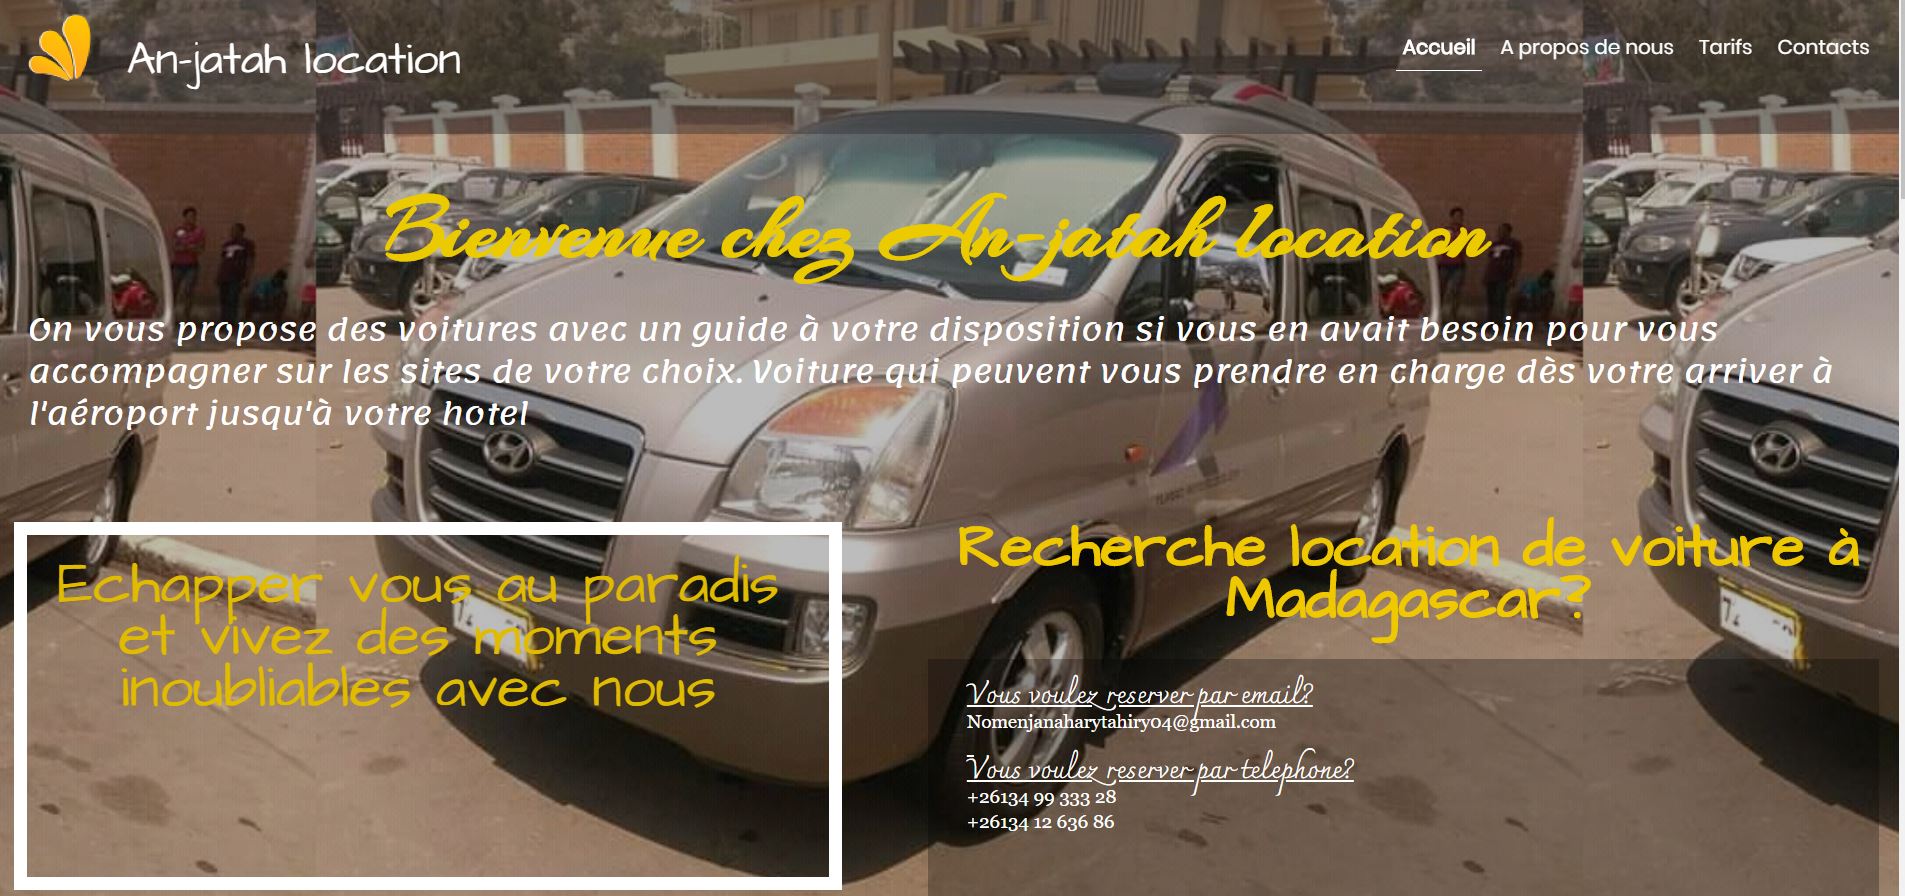 An-jatah location
Accueil A propos de nous Tarifs Contacts
Bienvenue chez An-jatah location
On vous propose des voitures avec un guide à votre disposition si vous en avait besoin pour vous
accompagner sur les sites de votre choix. Voiture qui peuvent vous prendre en charge dès votre arriver à
l'aéroport jusqu'à votre hotel
Echapper vous au paradis
et vivez des moments
inoubliables avec nous
Recherche location de voiture à
Madagascar?
Vous voulez reserver par email?
Nomenjanaharytahiry04@gmail.com
Vous voulez reserver par telephone?
+26134 99 333 28
+26134 12 636 86